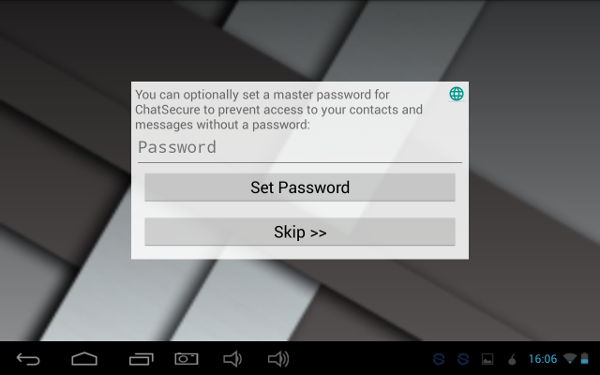 You can optionally set a master password for
ChatSecure to prevent access to your contacts and
messages without a password:
Password
Set Password
Skip >>
16:06